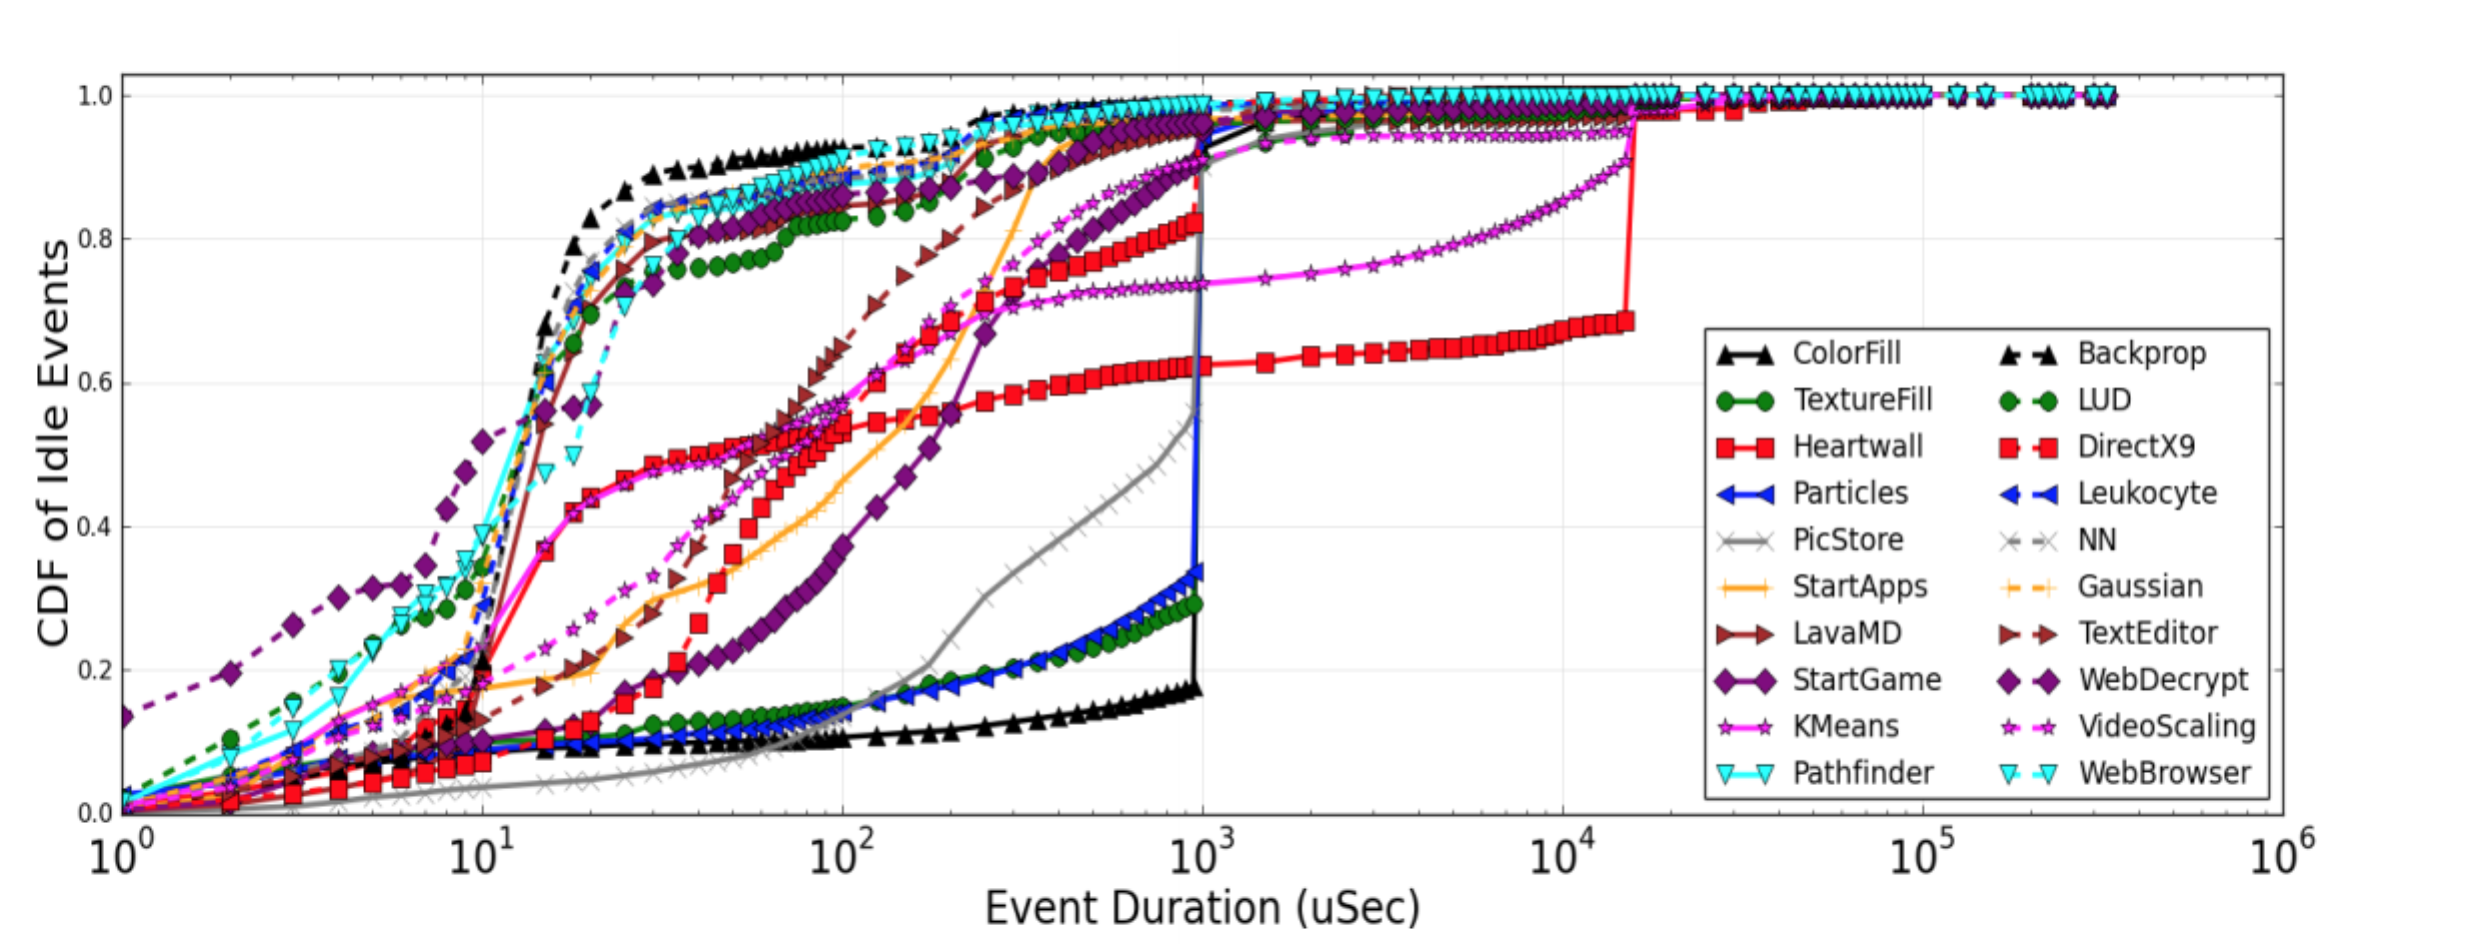 1.0
0.8
0.6
0.4
0.2
0.0
CDF of Idle Events
10^0 10^1 10^2 10^3 10^4 10^5 10^6
Event Duration (uSec)
ColorFill Backprop
TextureFill LUD
Heartwall DirectX9
Particles Leukocyte
PicStore NN
StartApps Gaussian
LavaMD TextEditor
StartGame WebDecrypt
KMeans VideoScaling
Pathfinder WebBrowser